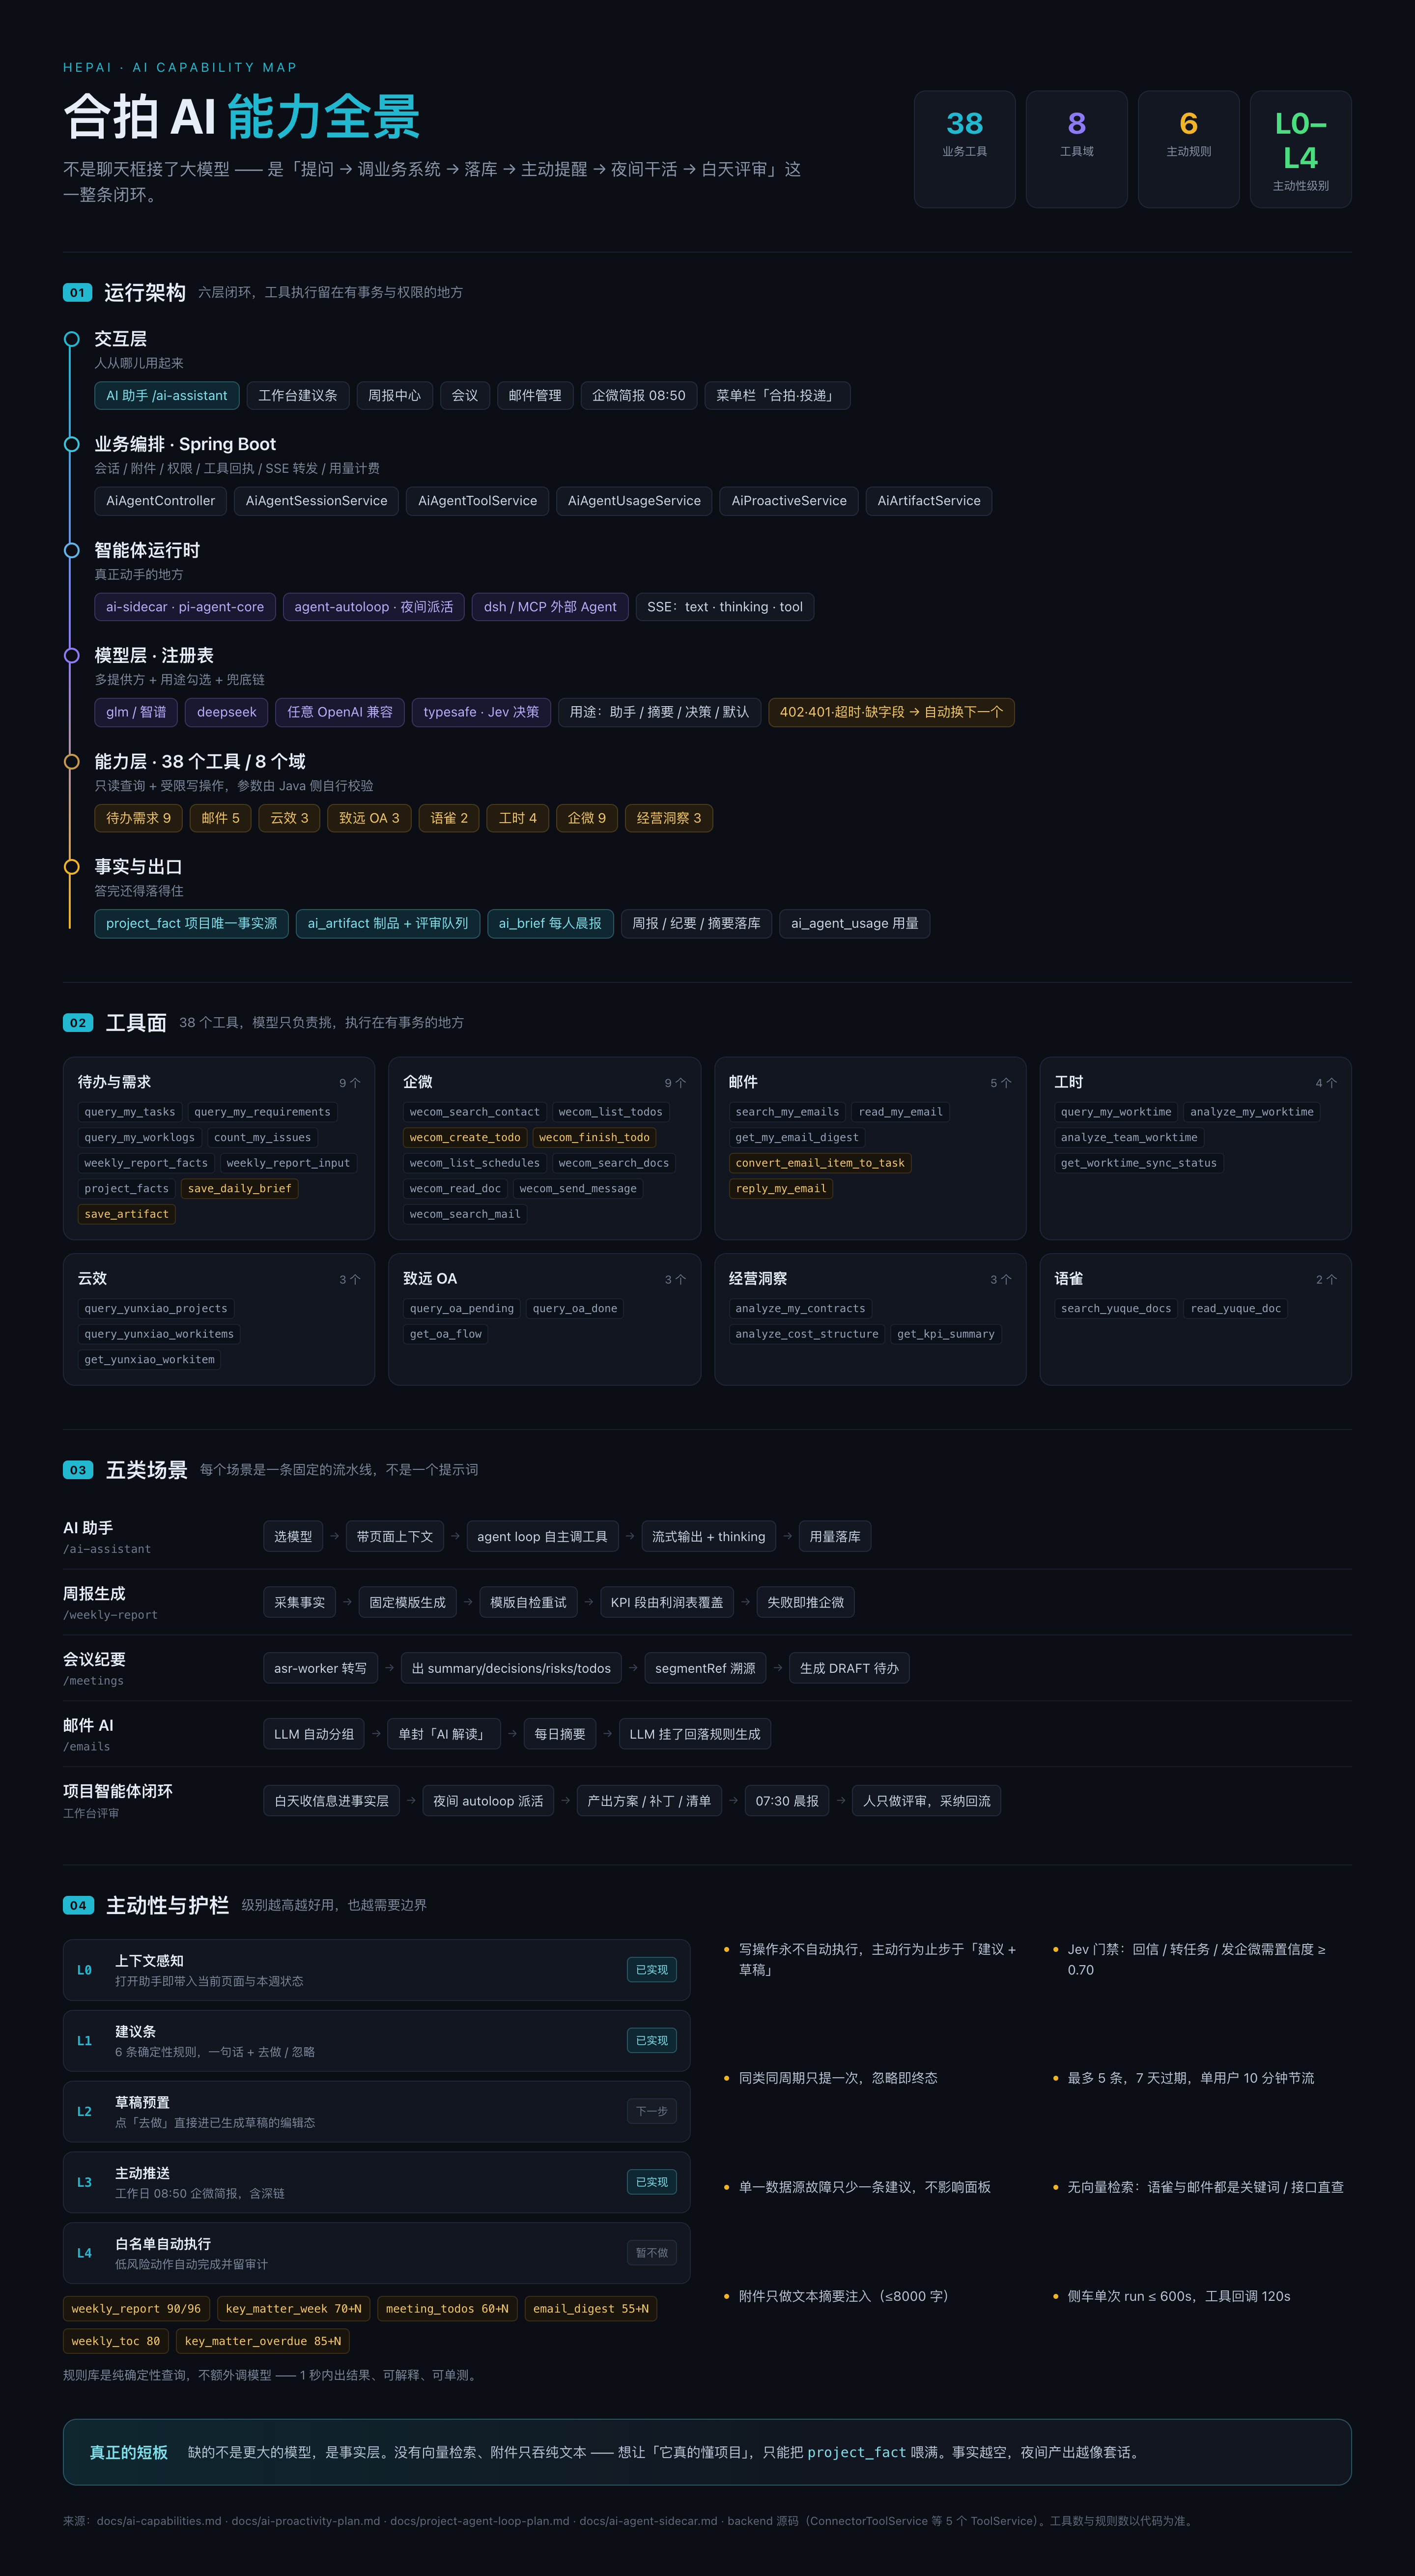 HEPAI · AI CAPABILITY MAP
合拍 AI 能力全景
不是聊天框接了大模型 —— 是「提问 → 调业务系统 → 落库 → 主动提醒 → 夜间干活 → 白天评审」这
一整条闭环。
38
业务工具
8
工具域
6
主动规则
L0–
L4
主动性级别
01 运行架构 六层闭环，工具执行留在有事务与权限的地方
交互层
人从哪儿用起来
AI 助手 /ai-assistant 工作台建议条 周报中心 会议 邮件管理 企微简报 08:50 菜单栏「合拍·投递」
业务编排 · Spring Boot
会话 / 附件 / 权限 / 工具回执 / SSE 转发 / 用量计费
AiAgentController AiAgentSessionService AiAgentToolService AiAgentUsageService AiProactiveService AiArtifactService
智能体运行时
真正动手的地方
ai-sidecar · pi-agent-core agent-autoloop · 夜间派活 dsh / MCP 外部 Agent SSE：text · thinking · tool
模型层 · 注册表
多提供方 + 用途勾选 + 兜底链
glm / 智谱 deepseek 任意 OpenAI 兼容 typesafe · Jev 决策 用途：助手 / 摘要 / 决策 / 默认 402·401·超时·缺字段 → 自动换下一个
能力层 · 38 个工具 / 8 个域
只读查询 + 受限写操作，参数由 Java 侧自行校验
待办需求 9 邮件 5 云效 3 致远 OA 3 语雀 2 工时 4 企微 9 经营洞察 3
事实与出口
答完还得落得住
project_fact 项目唯一事实源 ai_artifact 制品 + 评审队列 ai_brief 每人晨报 周报 / 纪要 / 摘要落库 ai_agent_usage 用量
02 工具面 38 个工具，模型只负责挑，执行在有事务的地方
待办与需求 9 个
query_my_tasks query_my_requirements
query_my_worklogs count_my_issues
weekly_report_facts weekly_report_input
project_facts save_daily_brief
save_artifact
企微 9 个
wecom_search_contact wecom_list_todos
wecom_create_todo wecom_finish_todo
wecom_list_schedules wecom_search_docs
wecom_read_doc wecom_send_message
wecom_search_mail
邮件 5 个
search_my_emails read_my_email
get_my_email_digest
convert_email_item_to_task
reply_my_email
工时 4 个
query_my_worktime analyze_my_worktime
analyze_team_worktime
get_worktime_sync_status
云效 3 个
query_yunxiao_projects
query_yunxiao_workitems
get_yunxiao_workitem
致远 OA 3 个
query_oa_pending query_oa_done
get_oa_flow
经营洞察 3 个
analyze_my_contracts
analyze_cost_structure get_kpi_summary
语雀 2 个
search_yuque_docs read_yuque_doc
03 五类场景 每个场景是一条固定的流水线，不是一个提示词
AI 助手
/ai-assistant
选模型 → 带页面上下文 → agent loop 自主调工具 → 流式输出 + thinking → 用量落库
周报生成
/weekly-report
采集事实 → 固定模版生成 → 模版自检重试 → KPI 段由利润表覆盖 → 失败即推企微
会议纪要
/meetings
asr-worker 转写 → 出 summary/decisions/risks/todos → segmentRef 溯源 → 生成 DRAFT 待办
邮件 AI
/emails
LLM 自动分组 → 单封「AI 解读」 → 每日摘要 → LLM 挂了回落规则生成
项目智能体闭环
工作台评审
白天收信息进事实层 → 夜间 autoloop 派活 → 产出方案 / 补丁 / 清单 → 07:30 晨报 → 人只做评审，采纳回流
04 主动性与护栏 级别越高越好用，也越需要边界
L0 上下文感知 已实现
打开助手即带入当前页面与本週状态
L1 建议条 已实现
6 条确定性规则，一句话 + 去做 / 忽略
L2 草稿预置 下一步
点「去做」直接进已生成草稿的编辑态
L3 主动推送 已实现
工作日 08:50 企微简报，含深链
L4 白名单自动执行 暂不做
低风险动作自动完成并留审计
weekly_report 90/96 key_matter_week 70+N meeting_todos 60+N email_digest 55+N
weekly_toc 80 key_matter_overdue 85+N
规则库是纯确定性查询，不额外调模型 —— 1 秒内出结果、可解释、可单测。
写操作永不自动执行，主动行为止步于「建议 +
草稿」
Jev 门禁：回信 / 转任务 / 发企微需置信度 ≥
0.70
同类同周期只提一次，忽略即终态
最多 5 条，7 天过期，单用户 10 分钟节流
单一数据源故障只少一条建议，不影响面板
无向量检索：语雀与邮件都是关键词 / 接口直查
附件只做文本摘要注入（≤8000 字）
侧车单次 run ≤ 600s，工具回调 120s
真正的短板 缺的不是更大的模型，是事实层。没有向量检索、附件只吞纯文本 —— 想让「它真的懂项目」，只能把 project_fact 喂满。事实越空，夜间产出越像套话。
来源：docs/ai-capabilities.md · docs/ai-proactivity-plan.md · docs/project-agent-loop-plan.md · docs/ai-agent-sidecar.md · backend 源码（ConnectorToolService 等 5 个 ToolService）。工具数与规则数以代码为准。